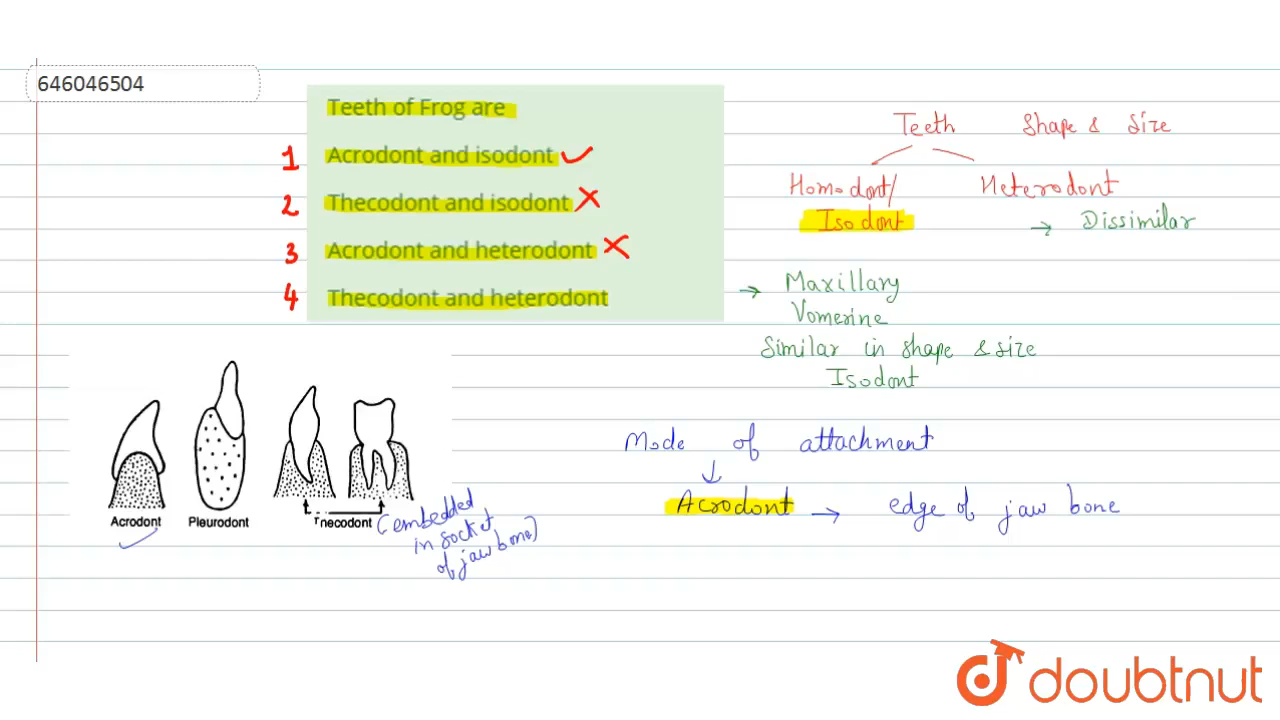 646046504
Teeth of Frog are
1 Acrodont and isodont ✓
2 Thecodont and isodont ✗
3 Acrodont and heterodont ✗
4 Thecodont and heterodont
Teeth Shape & Size
Homodont/ Heterodont
Isodont → Dissimilar
→ Maxillary
Vomerine
Similar in shape & size
Isodont
Mode of attachment
↓
Acrodont → edge of jaw bone
Acrodont Pleurodont Thecodont (embedded
in socket
of jaw bone)
doubtnut